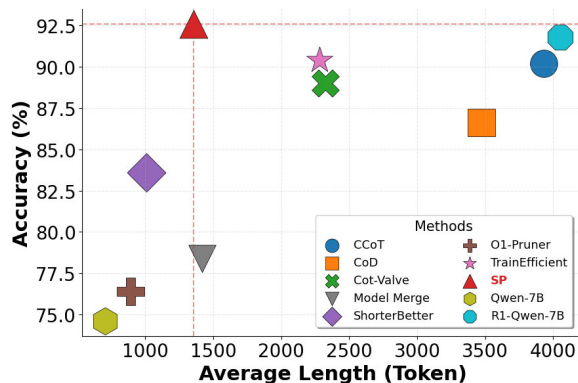 92.5
90.0
87.5
85.0
82.5
80.0
77.5
75.0
Accuracy (%)
Methods
CCoT
CoD
Cot-Valve
Model Merge
ShorterBetter
O1-Pruner
TrainEfficient
SP
Qwen-7B
R1-Qwen-7B
1000 1500 2000 2500 3000 3500 4000
Average Length (Token)